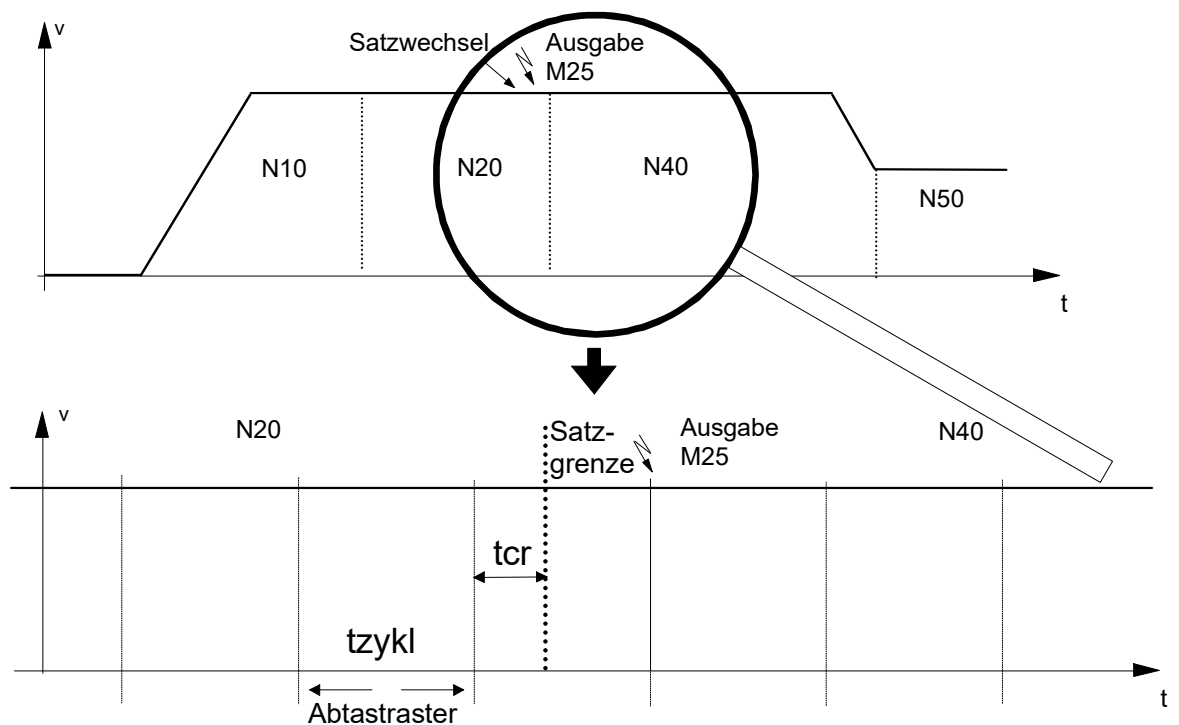 v
Satzwechsel
Ausgabe
M25
N10
N20
N40
N50
t
v
N20
Satz-
grenze
Ausgabe
M25
N40
tcr
tzykl
Abtastraster
t